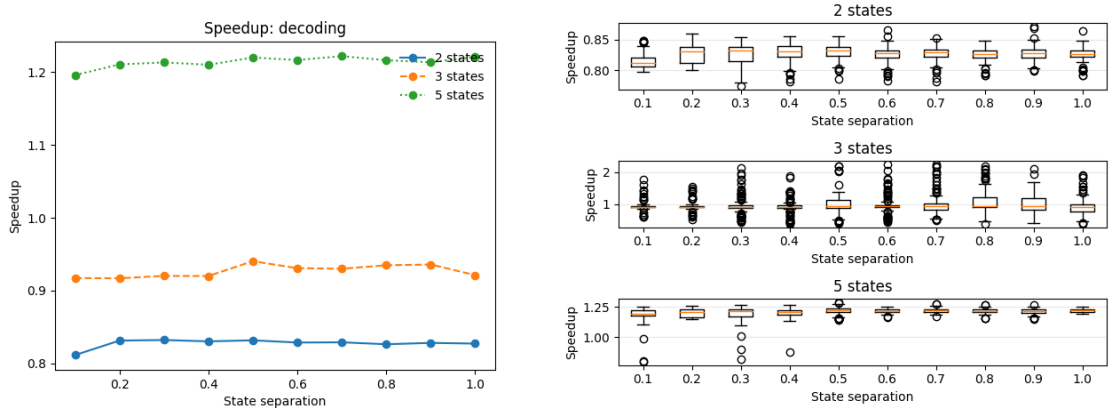 Speedup: decoding
1.2
1.1
1.0
0.9
0.8
Speedup
2 states
3 states
5 states
0.2 0.4 0.6 0.8 1.0
State separation
2 states
0.85
0.80
Speedup
0.1 0.2 0.3 0.4 0.5 0.6 0.7 0.8 0.9 1.0
State separation
3 states
2
1
Speedup
0.1 0.2 0.3 0.4 0.5 0.6 0.7 0.8 0.9 1.0
State separation
5 states
1.25
1.00
Speedup
0.1 0.2 0.3 0.4 0.5 0.6 0.7 0.8 0.9 1.0
State separation